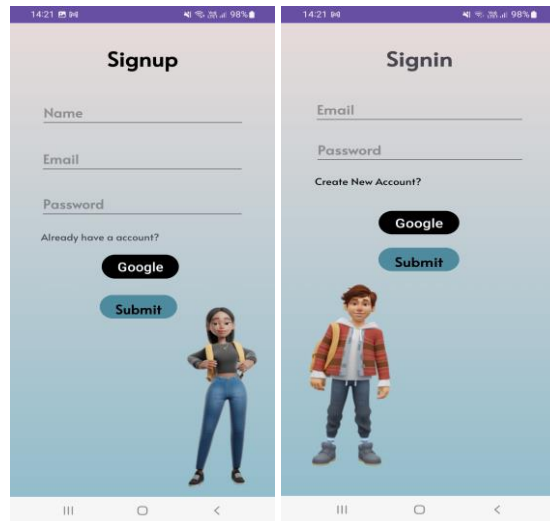 14:21 98%
Signup
Name
Email
Password
Already have a account?
Google
Submit
14:21 98%
Signin
Email
Password
Create New Account?
Google
Submit